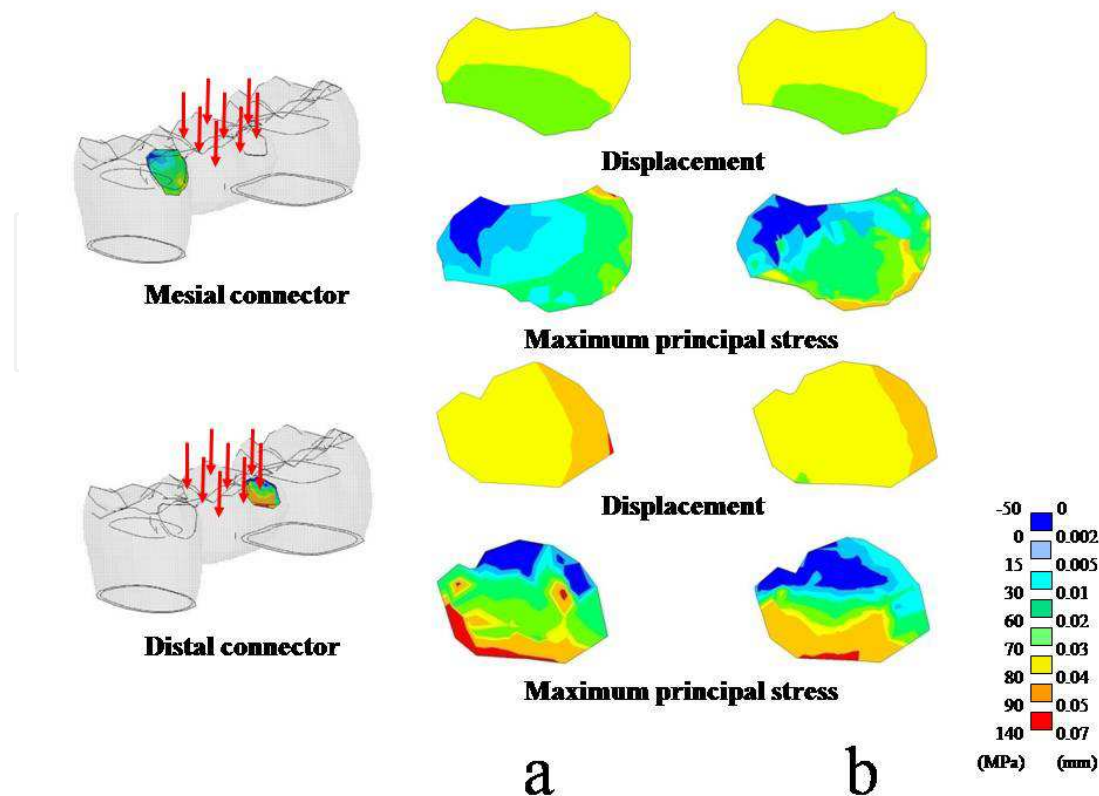 Displacement
Mesial connector
Maximum principal stress
Displacement
Distal connector
Maximum principal stress
-50 0
0 0.002
15 0.005
30 0.01
60 0.02
70 0.03
80 0.04
90 0.05
140 0.07
(MPa) (mm)
a b